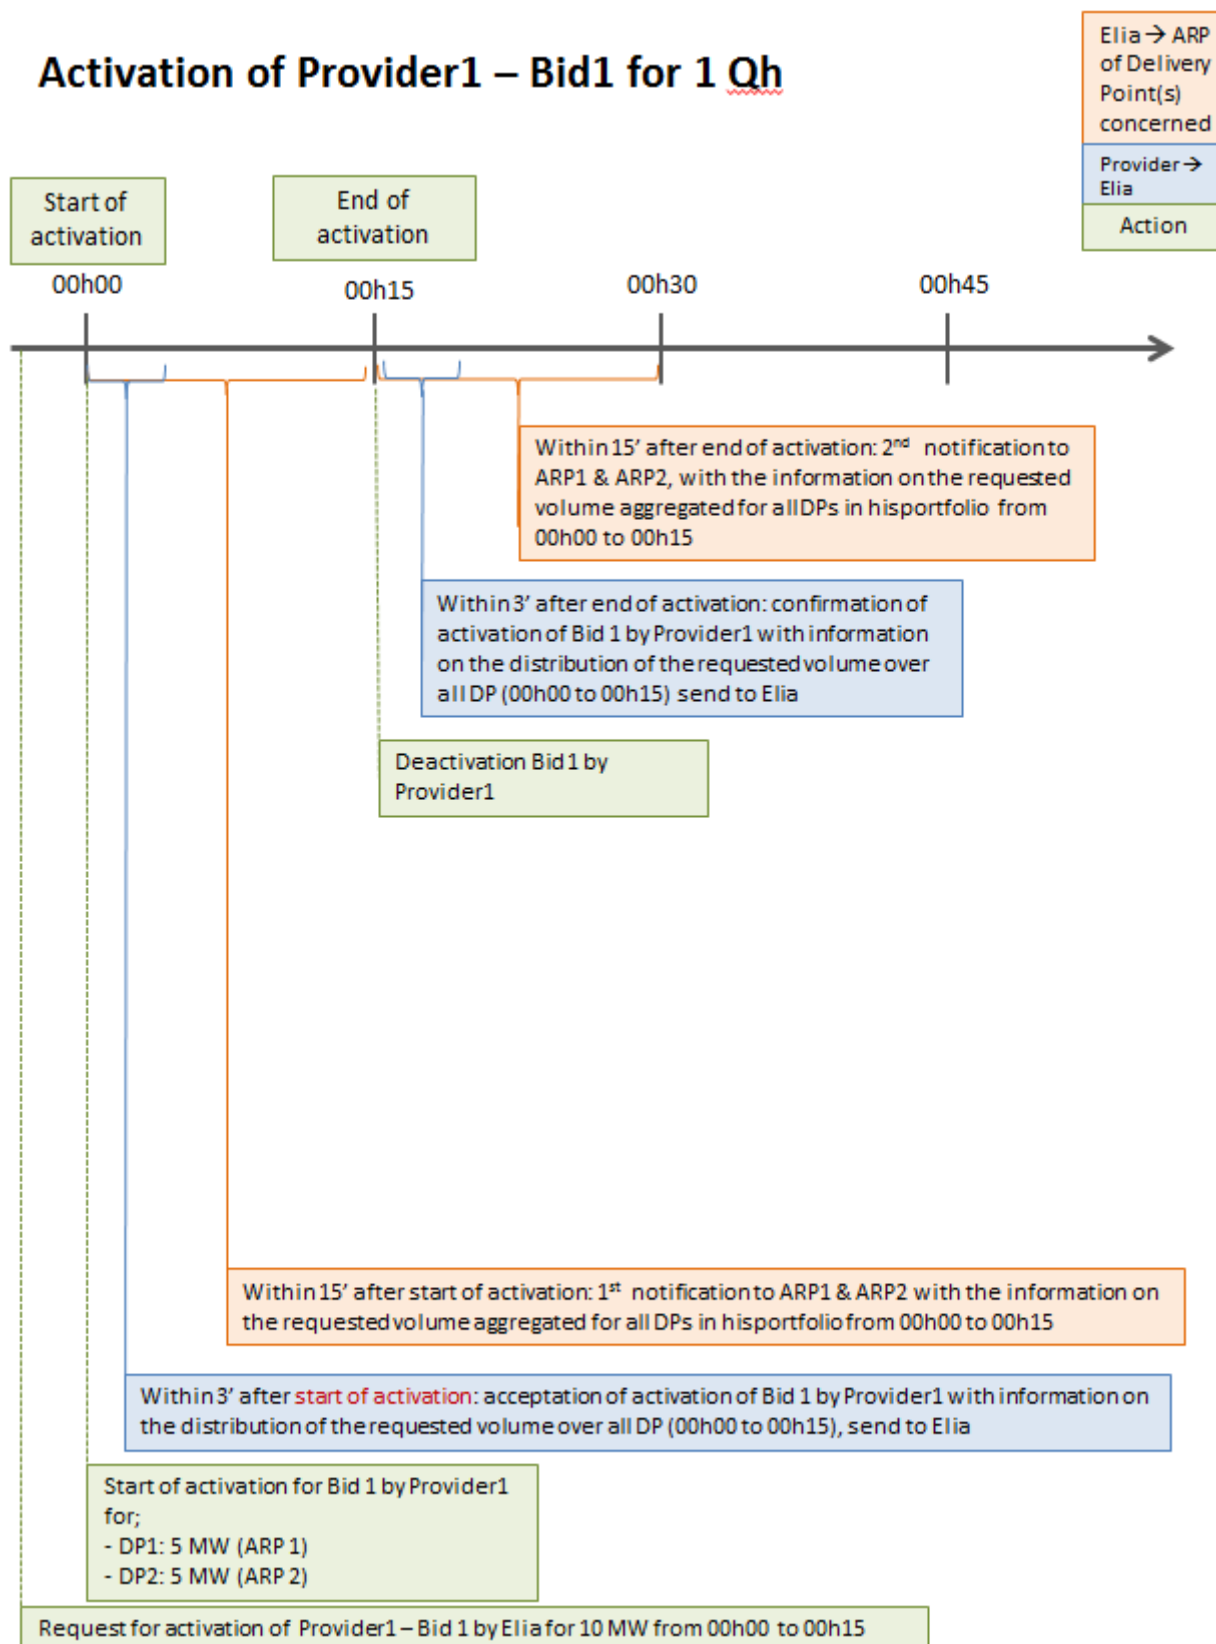 Activation of Provider1 – Bid1 for 1 Qh
Elia → ARP
of Delivery
Point(s)
concerned
Provider →
Elia
Action
Start of
activation
End of
activation
00h00
00h15
00h30
00h45
Within 15' after end of activation: 2nd notification to
ARP1 & ARP2, with the information on the requested
volume aggregated for all DPs in hisportfolio from
00h00 to 00h15
Within 3' after end of activation: confirmation of
activation of Bid 1 by Provider1 with information
on the distribution of the requested volume over
all DP (00h00 to 00h15) send to Elia
Deactivation Bid1 by
Provider1
Within 15' after start of activation: 1st notification to ARP1 & ARP2 with the information on
the requested volume aggregated for all DPs in hisportfolio from 00h00 to 00h15
Within 3' after start of activation: acceptation of activation of Bid 1 by Provider1 with information on
the distribution of the requested volume over all DP (00h00 to 00h15), send to Elia
Start of activation for Bid 1 by Provider1
for;
- DP1: 5 MW (ARP 1)
- DP2: 5 MW (ARP 2)
Request for activation of Provider1 – Bid 1 by Elia for 10 MW from 00h00 to 00h15